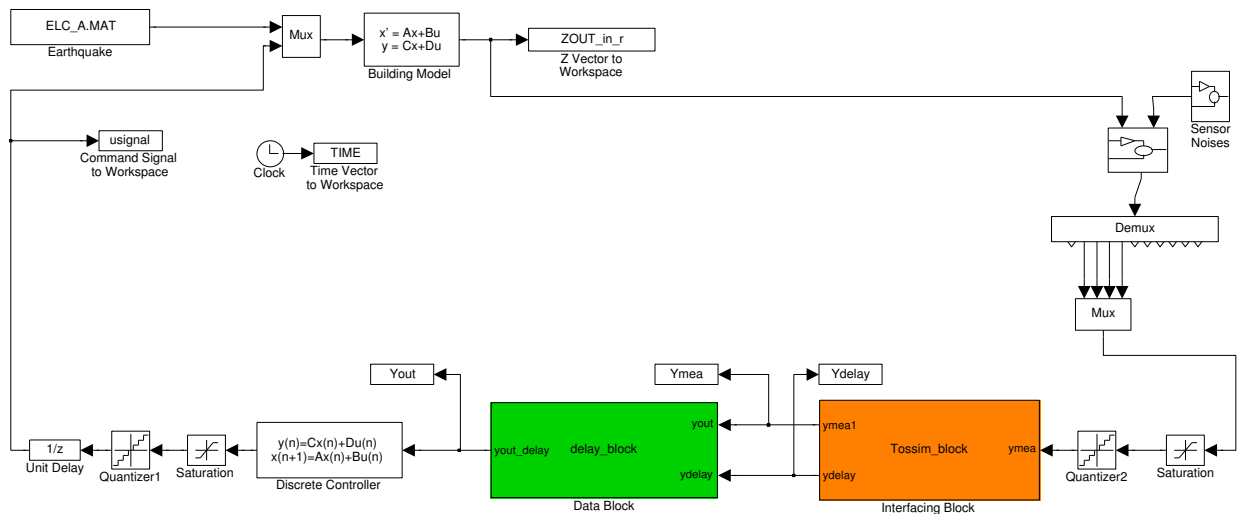 ELC_A.MAT
Earthquake
Mux
x' = Ax+Bu
y = Cx+Du
Building Model
ZOUT_in_r
Z Vector to
Workspace
Sensor
Noises
usignal
Command Signal
to Workspace
Clock
TIME
Time Vector
to Workspace
Demux
Mux
Yout
Ymea
Ydelay
1/z
Unit Delay
Quantizer1
Saturation
y(n)=Cx(n)+Du(n)
x(n+1)=Ax(n)+Bu(n)
Discrete Controller
yout_delay
delay_block
yout
ydelay
Data Block
ymea1
ydelay
Tossim_block
ymea
Interfacing Block
Quantizer2
Saturation